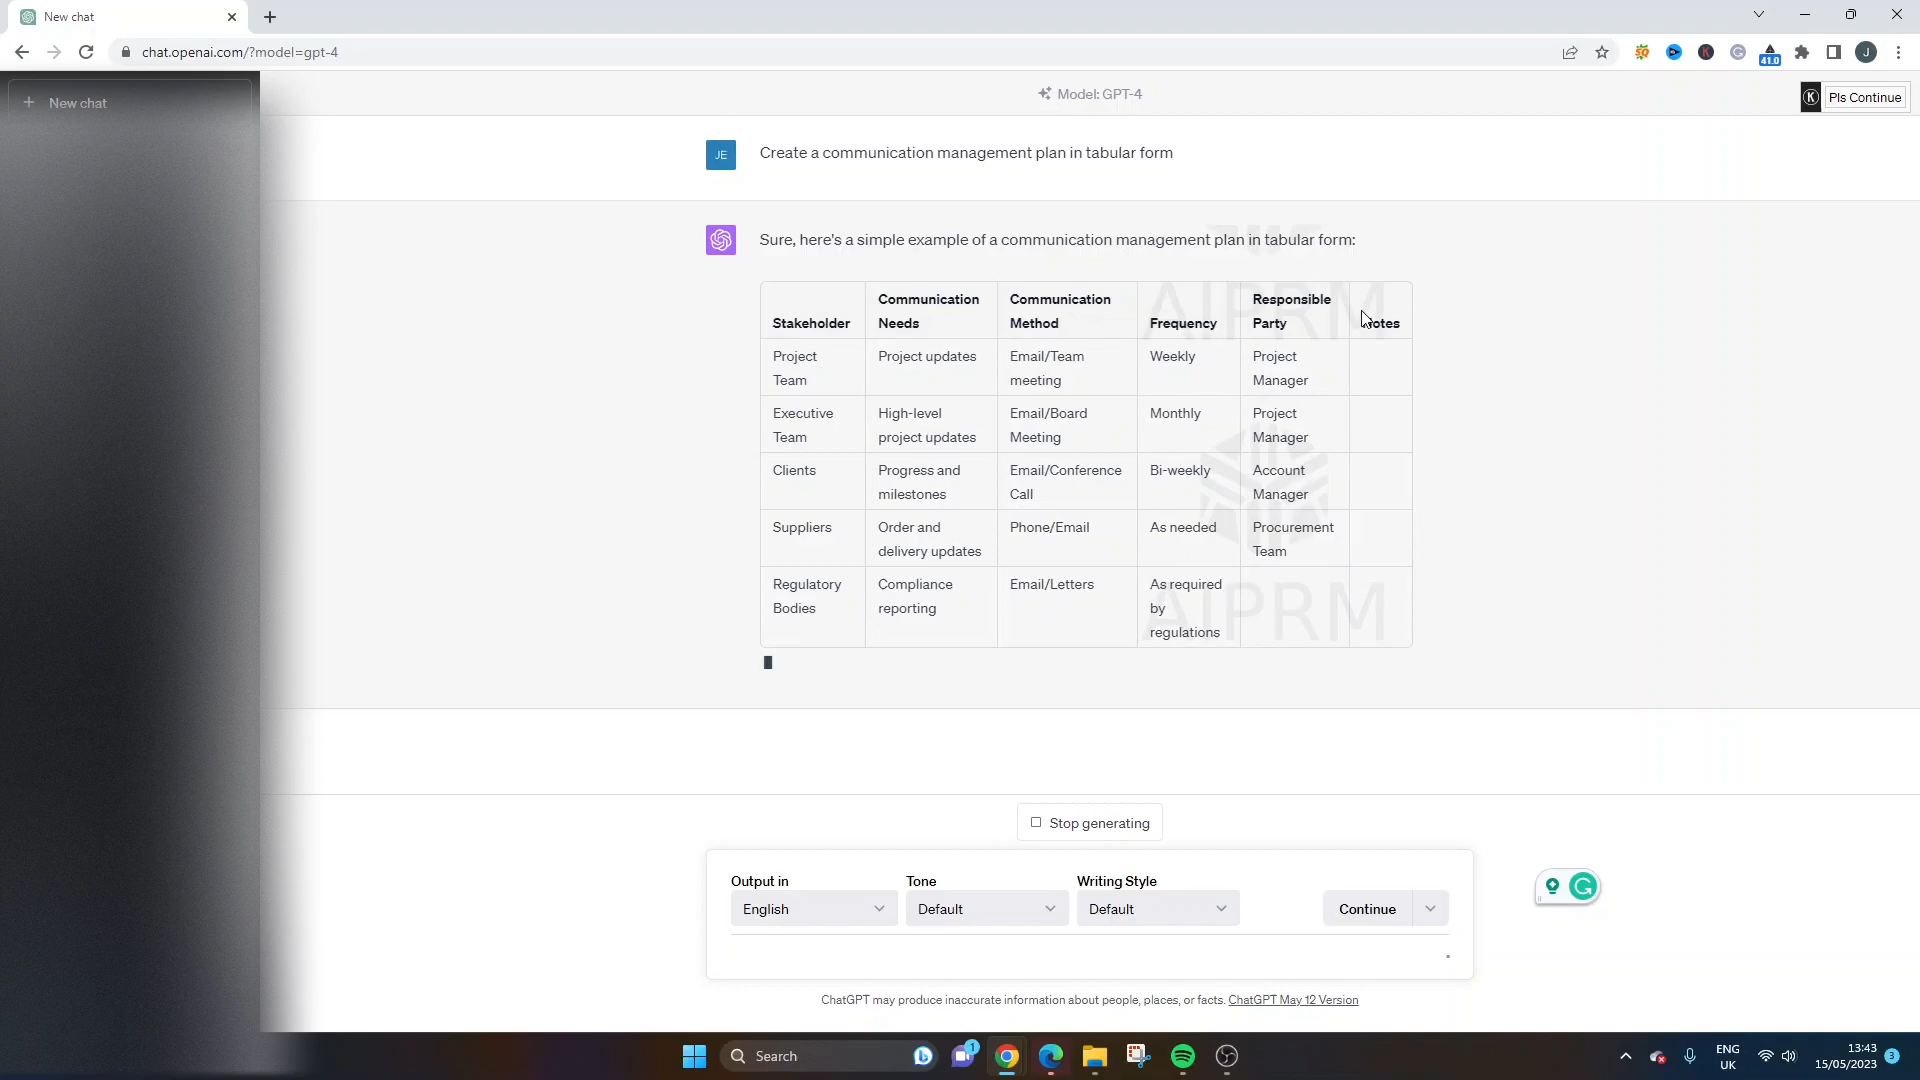 New chat
chat.openai.com/?model=gpt-4
SQ
K
G
41.0
J
New chat
Model: GPT-4
K Pls Continue
JE
Create a communication management plan in tabular form
Sure, here's a simple example of a communication management plan in tabular form:
AIPRM
Communication Communication Responsible
Stakeholder Needs Method Frequency Party Notes
Project Project updates Email/Team Weekly Project
Team meeting Manager
Executive High-level Email/Board Monthly Project
Team project updates Meeting Manager
Clients Progress and Email/Conference Bi-weekly Account
milestones Call Manager
Suppliers Order and Phone/Email As needed Procurement
delivery updates Team
Regulatory Compliance Email/Letters As required
Bodies reporting by
regulations
AIPRM
Stop generating
Output in Tone Writing Style
English Default Default Continue
ChatGPT may produce inaccurate information about people, places, or facts. ChatGPT May 12 Version
Search
1
ENG
UK
13:43
15/05/2023
3